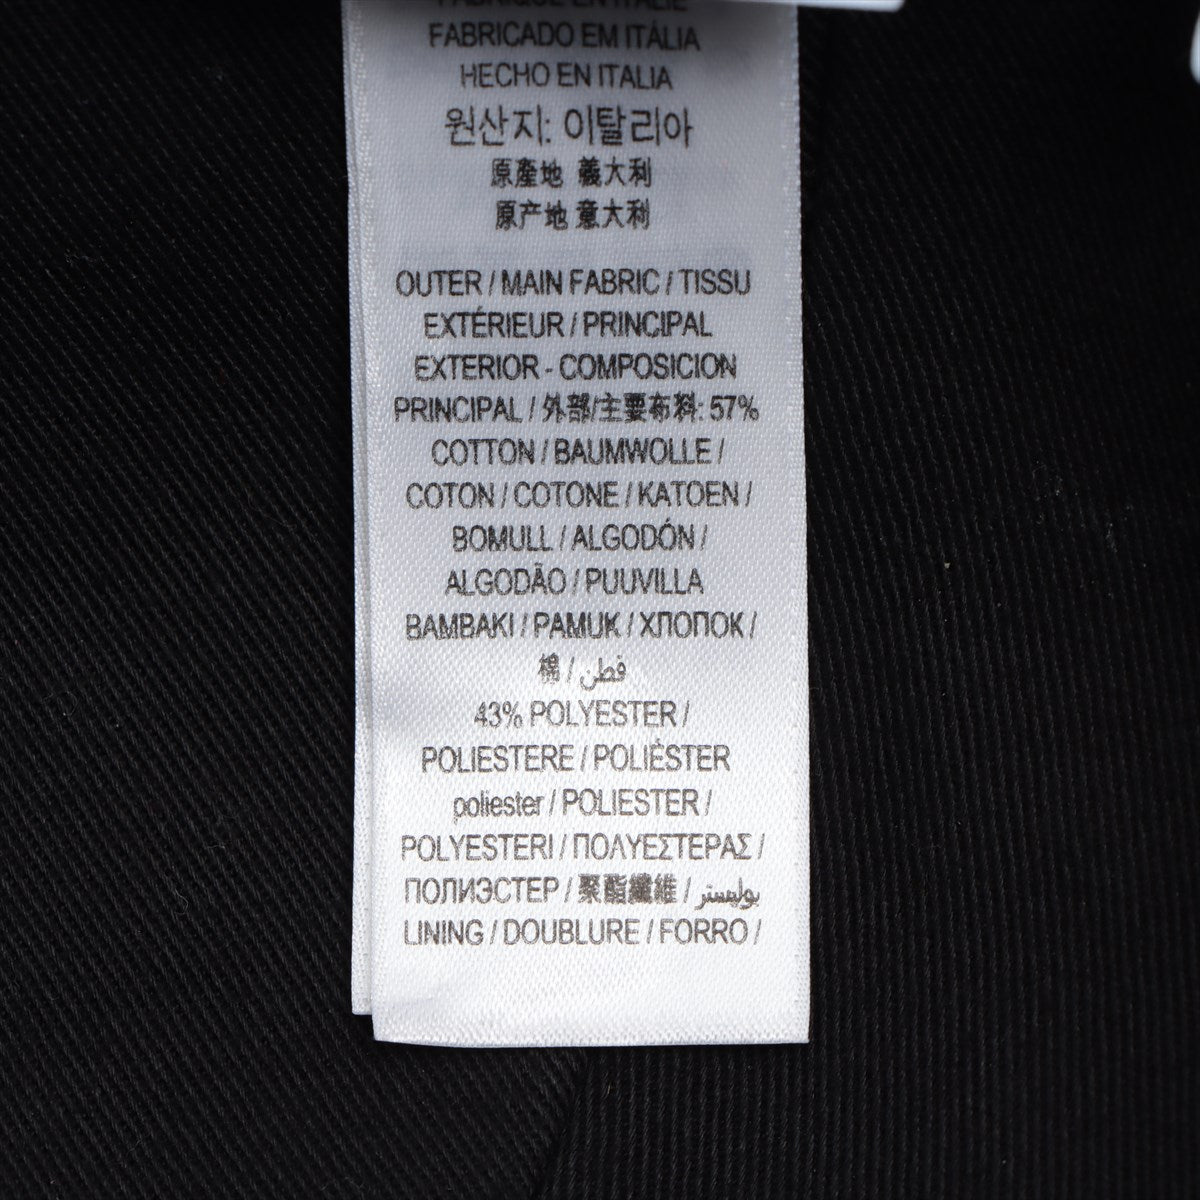 FABRIQUÉ EN ITALIE
FABRICADO EM ITÁLIA
HECHO EN ITALIA
원산지: 이탈리아
原產地 義大利
原产地 意大利
OUTER / MAIN FABRIC / TISSU
EXTÉRIEUR / PRINCIPAL
EXTERIOR - COMPOSICION
PRINCIPAL / 外部/主要布料: 57%
COTTON / BAUMWOLLE /
COTON / COTONE / KATOEN /
BOMULL / ALGODÓN /
ALGODÃO / PUUVILLA
BAMBAKI / PAMUK / ХЛОПОК /
棉 / قطن
43% POLYESTER /
POLIESTERE / POLIÉSTER
poliester / POLIESTER /
POLYESTERI / ΠΟΛΥΕΣΤΕΡΑΣ /
ПОЛИЭСТЕР / 聚酯纖維 / بوليستر
LINING / DOUBLURE / FORRO /